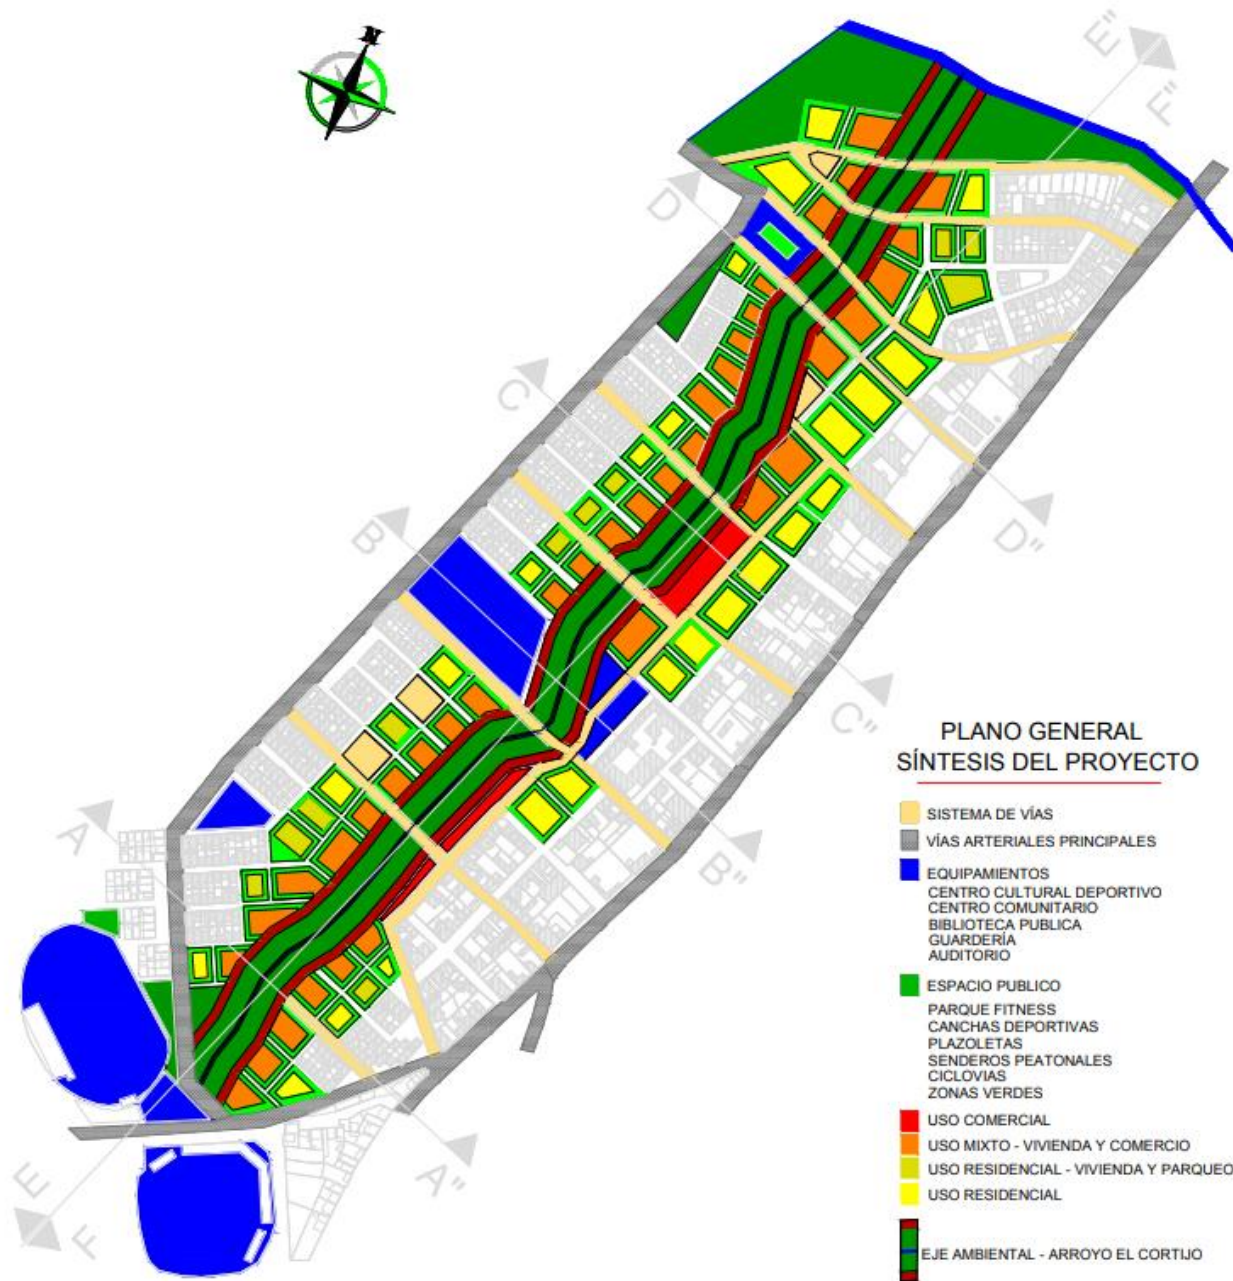 N
E"
F"
D
C
B
D"
C"
A
B"
A"
E
F
PLANO GENERAL
SÍNTESIS DEL PROYECTO
SISTEMA DE VÍAS
VÍAS ARTERIALES PRINCIPALES
EQUIPAMIENTOS
CENTRO CULTURAL DEPORTIVO
CENTRO COMUNITARIO
BIBLIOTECA PUBLICA
GUARDERÍA
AUDITORIO
ESPACIO PUBLICO
PARQUE FITNESS
CANCHAS DEPORTIVAS
PLAZOLETAS
SENDEROS PEATONALES
CICLOVIAS
ZONAS VERDES
USO COMERCIAL
USO MIXTO - VIVIENDA Y COMERCIO
USO RESIDENCIAL - VIVIENDA Y PARQUEO
USO RESIDENCIAL
EJE AMBIENTAL - ARROYO EL CORTIJO